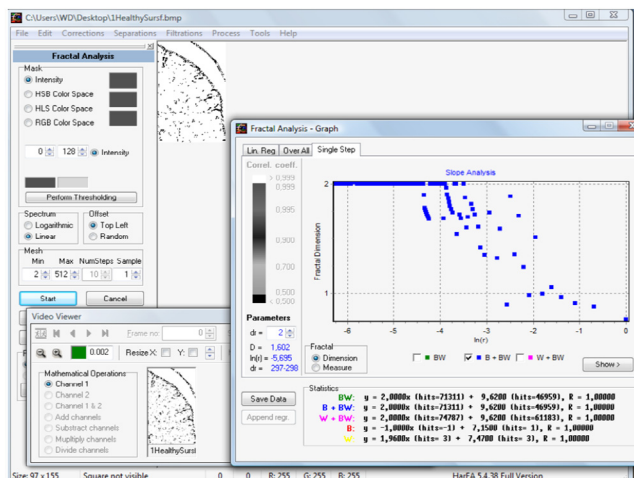 C:\Users\WD\Desktop\1HealthySursf.bmp
File Edit Corrections Separations Filtrations Process Tools Help
Fractal Analysis
Mask
Intensity
HSB Color Space
HLS Color Space
RGB Color Space
0 128 Intensity
Perform Thresholding
Spectrum
Logarithmic
Linear
Offset
Top Left
Random
Mesh
Min Max NumSteps Sample
2 512 10 1
Start Cancel
Video Viewer
Frame no: 0
0.002 Resize X: Y:
Mathematical Operations
Channel 1
Channel 2
Channel 1 & 2
Add channels
Substract channels
Mupltiply channels
Divide channels
1HealthySursf
Size: 97 x 155 Square not visible 0 0 R: 255 G: 255 B: 255 HarFA 5.4.38 Full Version
Fractal Analysis - Graph
Lin. Reg Over All Single Step
Correl. coeff.
> 0.999
0.999
0.995
0.900
0.700
0.500
< 0.500
Parameters
dr = 2
D = 1,602
ln(r) = -5,695
dr = 297-298
Slope Analysis
Fractal Dimension
2
1
-6 -5 -4 -3 -2 -1 0
ln(r)
Fractal
Dimension
Measure
BW B + BW W + BW
Show >
Save Data
Append regr.
Statistics
BW: y = 2,0000x (hits=71311) + 9,6200 (hits=46959), R = 1,00000
B + BW: y = 2,0000x (hits=71311) + 9,6200 (hits=46959), R = 1,00000
W + BW: y = 2,0000x (hits=74787) + 9,6200 (hits=61183), R = 1,00000
B: y = -1,0000x (hits=-1) + 7,1500 (hits= 1), R = 1,00000
W: y = 1,9600x (hits= 3) + 7,4700 (hits= 3), R = 1,00000